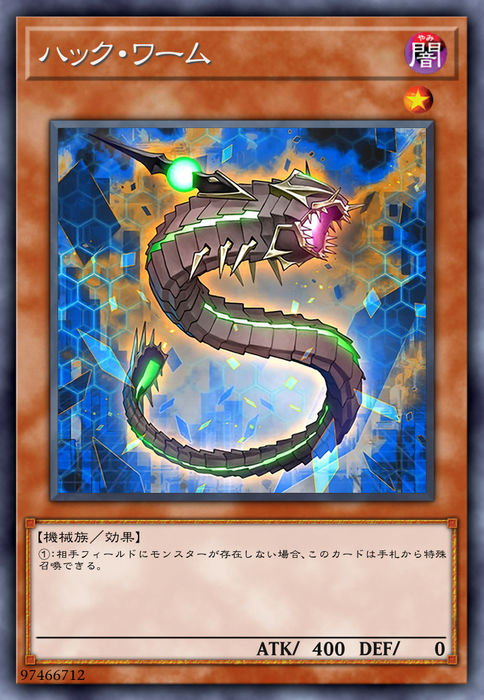 ハック・ワーム
やみ
闇
【機械族／効果】
①：相手フィールドにモンスターが存在しない場合、このカードは手札から特殊
召喚できる。
ATK/ 400 DEF/ 0
97466712